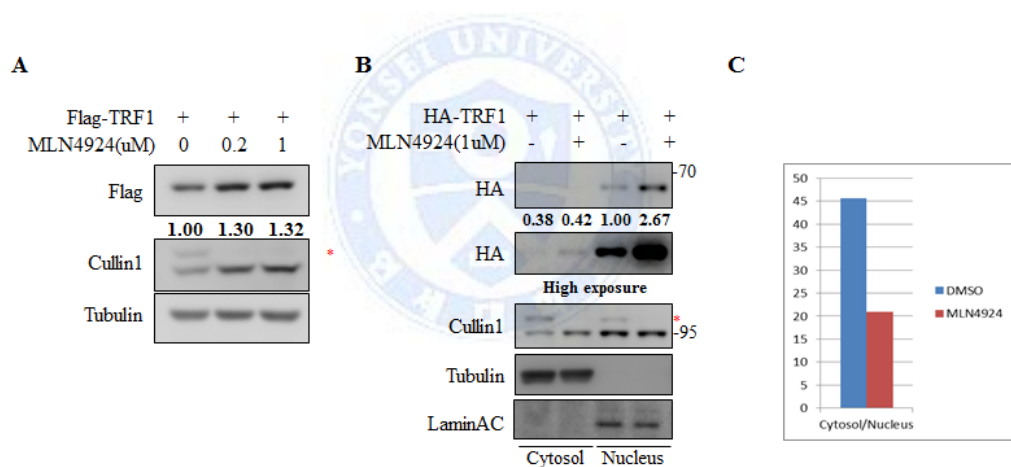 A
Flag-TRF1 + + +
MLN4924(uM) 0 0.2 1
Flag
1.00 1.30 1.32
Cullin1 *
Tubulin
B
HA-TRF1 + + + +
MLN4924(1uM) - + - +
HA -70
0.38 0.42 1.00 2.67
HA
High exposure
Cullin1 *
-95
Tubulin
LaminAC
Cytosol Nucleus
C
50
45
40
35
30
25
20
15
10
5
0
Cytosol/Nucleus
DMSO
MLN4924
YONSEI UNIVERSITY